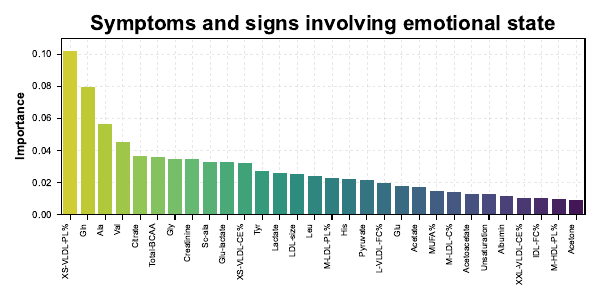 Symptoms and signs involving emotional state
Importance
0.10
0.08
0.06
0.04
0.02
0.00
XS-VLDL-PL%
Gln
Ala
Val
Citrate
Total-BCAA
Gly
Creatinine
So-ala
Glu-lactate
XS-VLDL-CE%
Tyr
Lactate
LDL-size
Leu
M-LDL-PL%
His
Pyruvate
L-VLDL-FC%
Glu
Acetate
MUFA%
M-LDL-C%
Acetoacetate
Unsaturation
Albumin
XXL-VLDL-CE%
IDL-FC%
M-HDL-PL%
Acetone